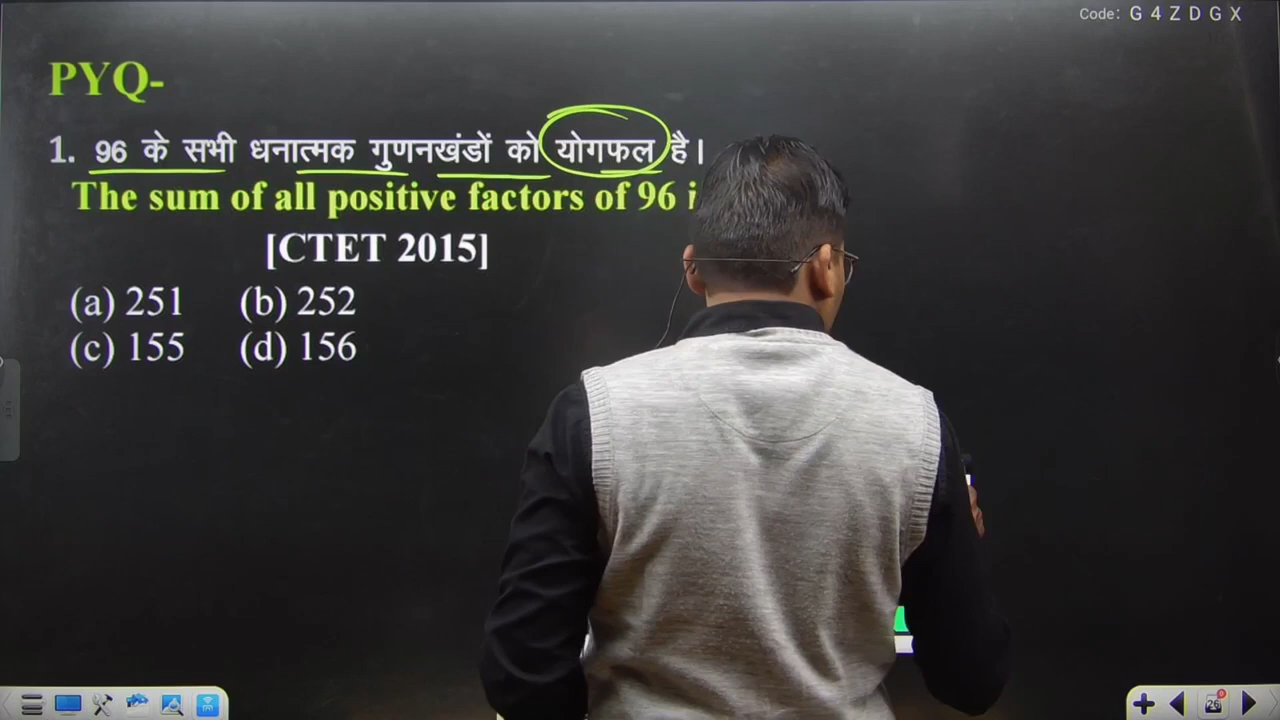 Code: G 4 Z D G X
PYQ-
1. 96 के सभी धनात्मक गुणनखंडों को योगफल है।
The sum of all positive factors of 96 i
[CTET 2015]
(a) 251 (b) 252
(c) 155 (d) 156